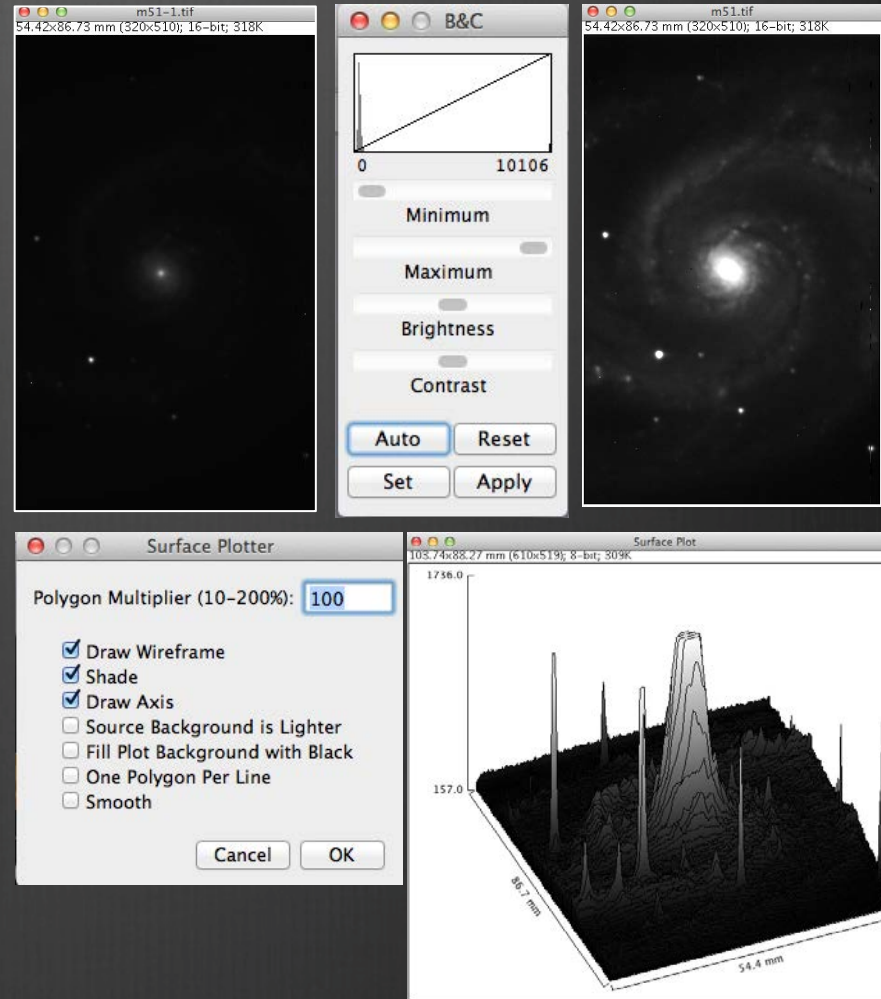 m51-1.tif
54.42x86.73 mm (320x510); 16-bit; 318K
B&C
0 10106
Minimum
Maximum
Brightness
Contrast
Auto Reset
Set Apply
m51.tif
54.42x86.73 mm (320x510); 16-bit; 318K
Surface Plotter
Polygon Multiplier (10-200%): 100
Draw Wireframe
Shade
Draw Axis
Source Background is Lighter
Fill Plot Background with Black
One Polygon Per Line
Smooth
Cancel OK
Surface Plot
103.74x88.27 mm (610x519); 8-bit; 309K
1736.0
157.0
86.7 mm
54.4 mm